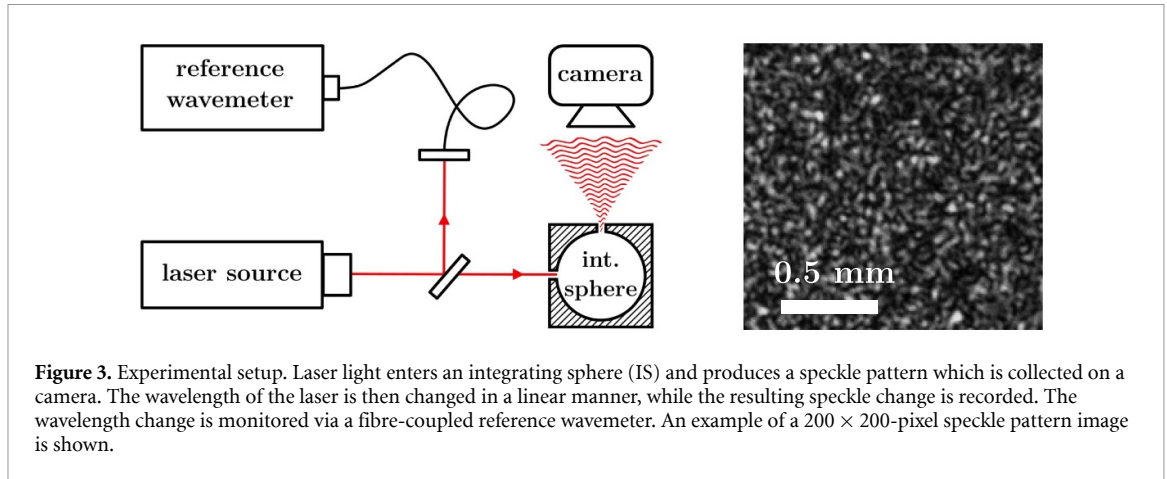 reference
wavemeter
camera
laser source
int.
sphere
0.5 mm
Figure 3. Experimental setup. Laser light enters an integrating sphere (IS) and produces a speckle pattern which is collected on a
camera. The wavelength of the laser is then changed in a linear manner, while the resulting speckle change is recorded. The
wavelength change is monitored via a fibre-coupled reference wavemeter. An example of a 200 × 200-pixel speckle pattern image
is shown.